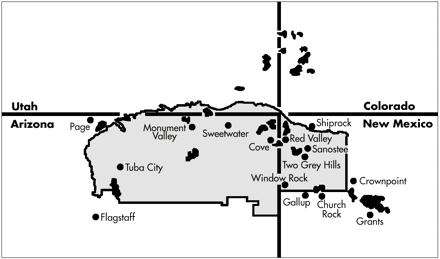 Utah
Colorado
Arizona
New Mexico
Page
Monument
Valley
Sweetwater
Shiprock
Red Valley
Cove
Sanostee
Two Grey Hills
Tuba City
Window Rock
Crownpoint
Gallup
Church
Rock
Flagstaff
Grants